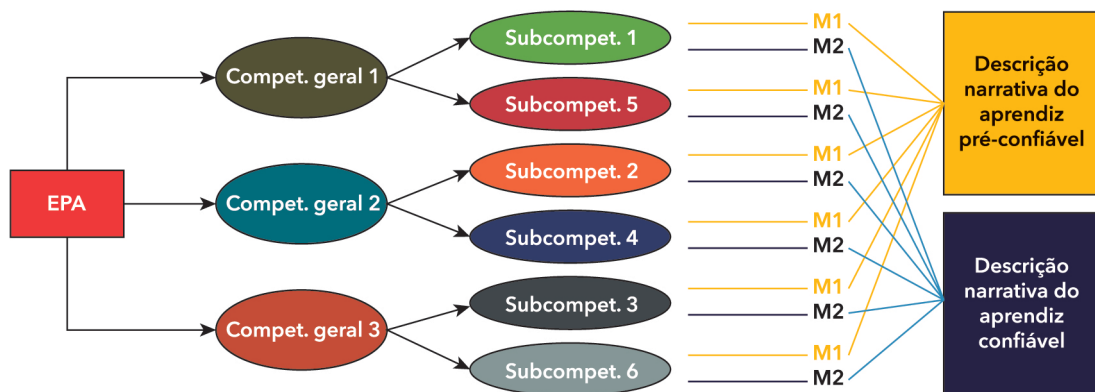 EPA
Compet. geral 1
Compet. geral 2
Compet. geral 3
Subcompet. 1
Subcompet. 5
Subcompet. 2
Subcompet. 4
Subcompet. 3
Subcompet. 6
M1
M2
M1
M2
M1
M2
M1
M2
M1
M2
M1
M2
Descrição
narrativa do
aprendiz
pré-confiável
Descrição
narrativa do
aprendiz
confiável